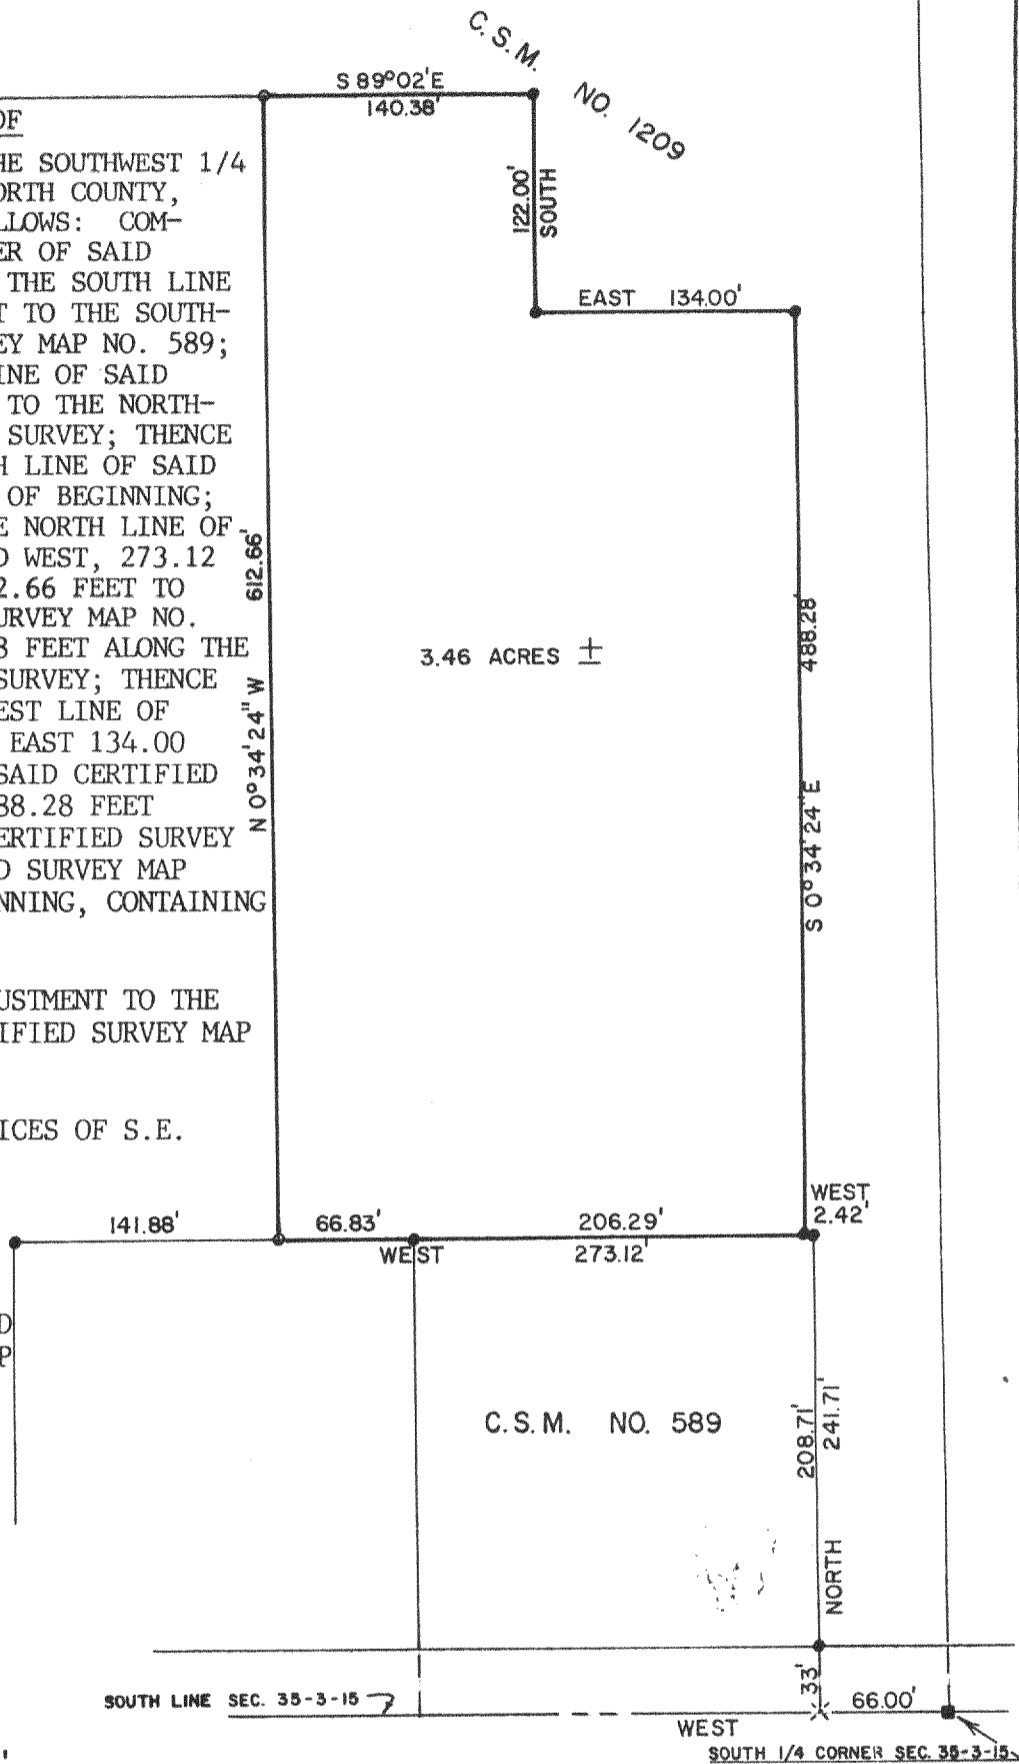 C.S.M.
NO. 1209
S 89°02'E
140.38'
OF
HE SOUTHWEST 1/4
ORTH COUNTY,
LLOWS: COM-
ER OF SAID
THE SOUTH LINE
T TO THE SOUTH-
EY MAP NO. 589;
INE OF SAID
TO THE NORTH-
SURVEY; THENCE
H LINE OF SAID
OF BEGINNING;
E NORTH LINE OF
D WEST, 273.12
2.66 FEET TO
URVEY MAP NO.
8 FEET ALONG THE
SURVEY; THENCE
EST LINE OF
EAST 134.00
SAID CERTIFIED
88.28 FEET
ERTIFIED SURVEY
D SURVEY MAP
NNING, CONTAINING
USTMENT TO THE
IFIED SURVEY MAP
ICES OF S.E.
D
P
122.00'
SOUTH
EAST 134.00'
612.66'
N 0°34'24" W
3.46 ACRES ±
488.28'
S 0°34'24"E
WEST
2.42'
141.88'
66.83'
206.29'
WEST
273.12'
C.S.M. NO. 589
208.71'
241.71'
NORTH
33'
66.00'
SOUTH LINE SEC. 35-3-15
WEST
SOUTH 1/4 CORNER SEC. 35-3-15